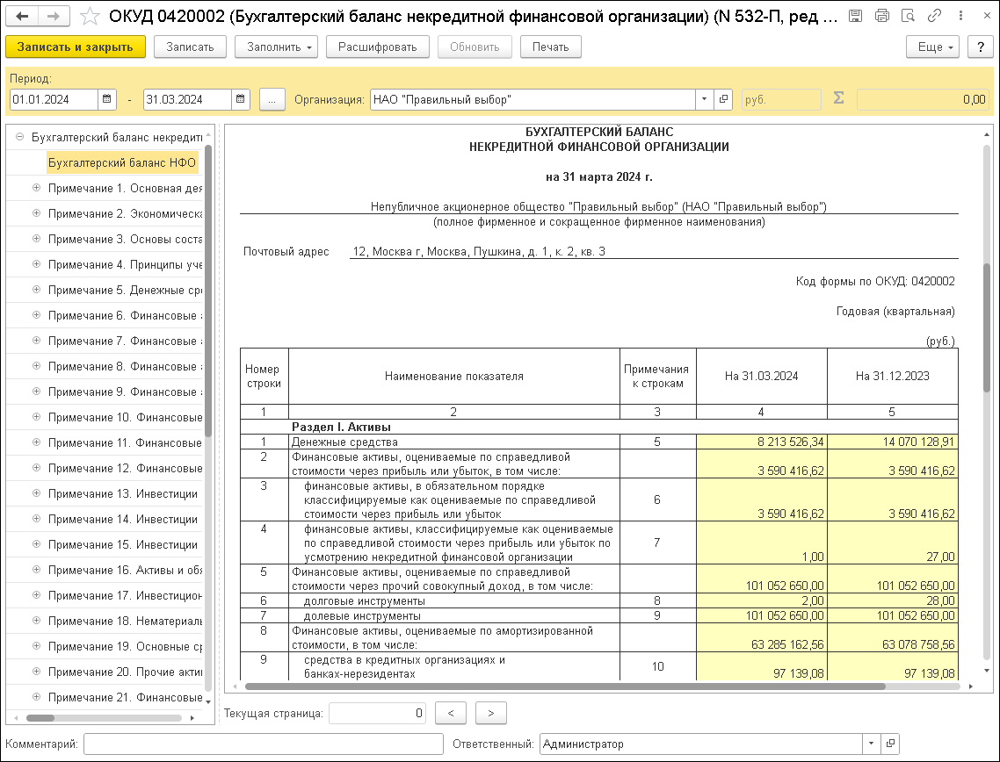 ОКУД 0420002 (Бухгалтерский баланс некредитной финансовой организации) (N 532-П, ред ...
Записать и закрыть
Записать
Заполнить
Расшифровать
Обновить
Печать
Еще
?
Период:
01.01.2024 - 31.03.2024 ... Организация: НАО "Правильный выбор" руб. Σ 0,00
Бухгалтерский баланс некредитн
Бухгалтерский баланс НФО
Примечание 1. Основная дея
Примечание 2. Экономическа
Примечание 3. Основы соста
Примечание 4. Принципы уче
Примечание 5. Денежные сре
Примечание 6. Финансовые
Примечание 7. Финансовые
Примечание 8. Финансовые
Примечание 9. Финансовые
Примечание 10. Финансовые
Примечание 11. Финансовые
Примечание 12. Финансовые
Примечание 13. Инвестиции
Примечание 14. Инвестиции
Примечание 15. Инвестиции
Примечание 16. Активы и обя
Примечание 17. Инвестицион
Примечание 18. Нематериаль
Примечание 19. Основные ср
Примечание 20. Прочие акти
Примечание 21. Финансовые
БУХГАЛТЕРСКИЙ БАЛАНС
НЕКРЕДИТНОЙ ФИНАНСОВОЙ ОРГАНИЗАЦИИ
на 31 марта 2024 г.
Непубличное акционерное общество "Правильный выбор" (НАО "Правильный выбор")
(полное фирменное и сокращенное фирменное наименования)
Почтовый адрес 12, Москва г, Москва, Пушкина, д. 1, к. 2, кв. 3
Код формы по ОКУД: 0420002
Годовая (квартальная)
(руб.)
Номер строки
Наименование показателя
Примечания к строкам
На 31.03.2024
На 31.12.2023
1 2 3 4 5
Раздел I. Активы
1 Денежные средства 5 8 213 526,34 14 070 128,91
2 Финансовые активы, оцениваемые по справедливой
стоимости через прибыль или убыток, в том числе: 3 590 416,62 3 590 416,62
3 финансовые активы, в обязательном порядке
классифицируемые как оцениваемые по справедливой
стоимости через прибыль или убыток 6 3 590 416,62 3 590 416,62
4 финансовые активы, классифицируемые как оцениваемые
по справедливой стоимости через прибыль или убыток по
усмотрению некредитной финансовой организации 7 1,00 27,00
5 Финансовые активы, оцениваемые по справедливой
стоимости через прочий совокупный доход, в том числе: 101 052 650,00 101 052 650,00
6 долговые инструменты 8 2,00 28,00
7 долевые инструменты 9 101 052 650,00 101 052 650,00
8 Финансовые активы, оцениваемые по амортизированной
стоимости, в том числе: 63 285 162,56 63 078 758,56
9 средства в кредитных организациях и
банках-нерезидентах 10 97 139,08 97 139,08
Текущая страница: 0 < >
Комментарий:
Ответственный: Администратор